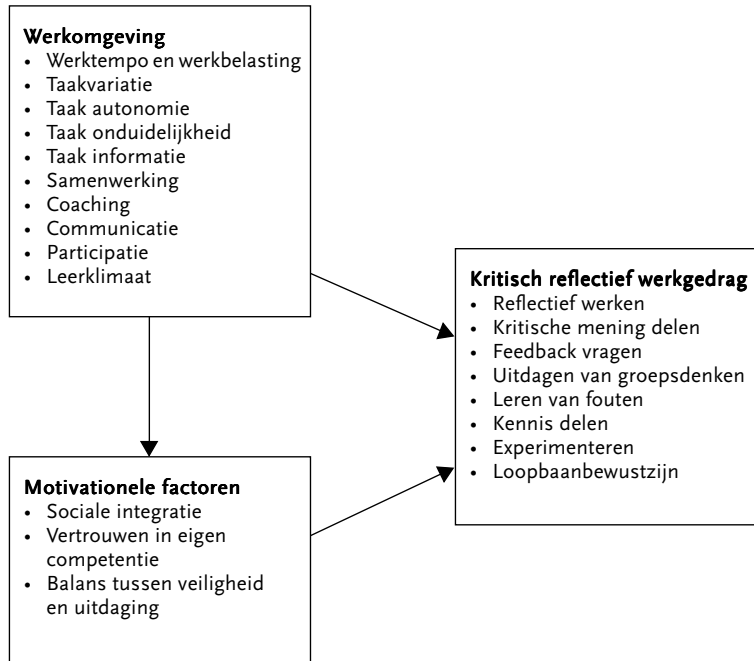 Werkomgeving
• Werktempo en werkbelasting
• Taakvariatie
• Taak autonomie
• Taak onduidelijkheid
• Taak informatie
• Samenwerking
• Coaching
• Communicatie
• Participatie
• Leerklimaat
Kritisch reflectief werkgedrag
• Reflectief werken
• Kritische mening delen
• Feedback vragen
• Uitdagen van groepsdenken
• Leren van fouten
• Kennis delen
• Experimenteren
• Loopbaanbewustzijn
Motivationele factoren
• Sociale integratie
• Vertrouwen in eigen
competentie
• Balans tussen veiligheid
en uitdaging